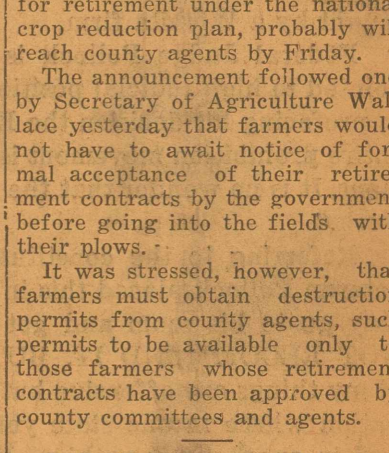 for retirement under the nationa
crop reduction plan, probably wil
reach county agents by Friday.
The announcement followed on
by Secretary of Agriculture Wal
lace yesterday that farmers woul
not have to await notice of for
mal acceptance of their retire
ment contracts by the governmen
before going into the fields wit
their plows.
It was stressed, however, tha
farmers must obtain destructio
permits from county agents, suc
permits to be available only t
those farmers whose retiremen
contracts have been approved b
county committees and agents.